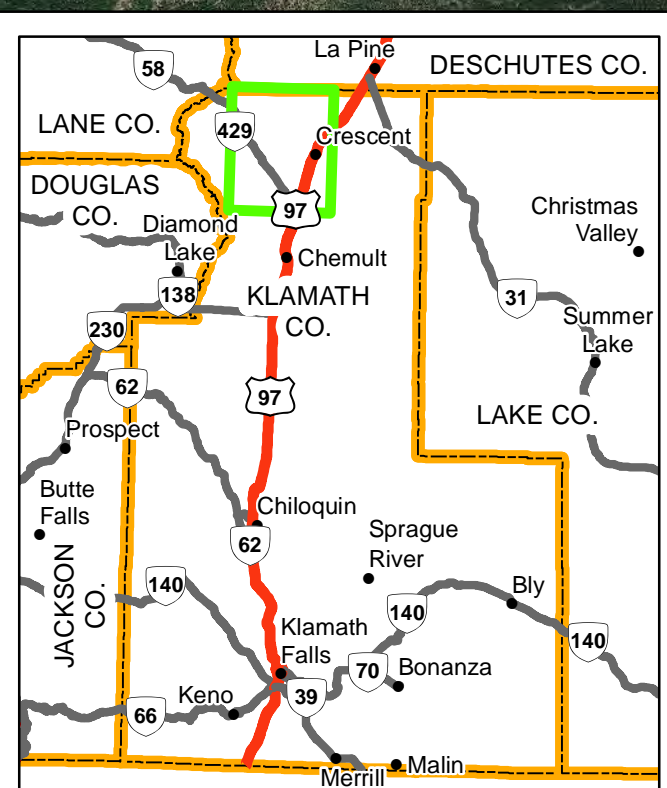 La Pine
58
DESCHUTES CO.
LANE CO.
429
Crescent
DOUGLAS
CO.
97
Christmas
Valley
Diamond
Lake
Chemult
138
KLAMATH
CO.
31
230
Summer
Lake
62
97
LAKE CO.
Prospect
Butte
Falls
Chiloquin
62
Sprague
River
JACKSON
CO.
140
Bly
140
140
Klamath
Falls
70
Bonanza
Keno
39
66
Malin
Merrill